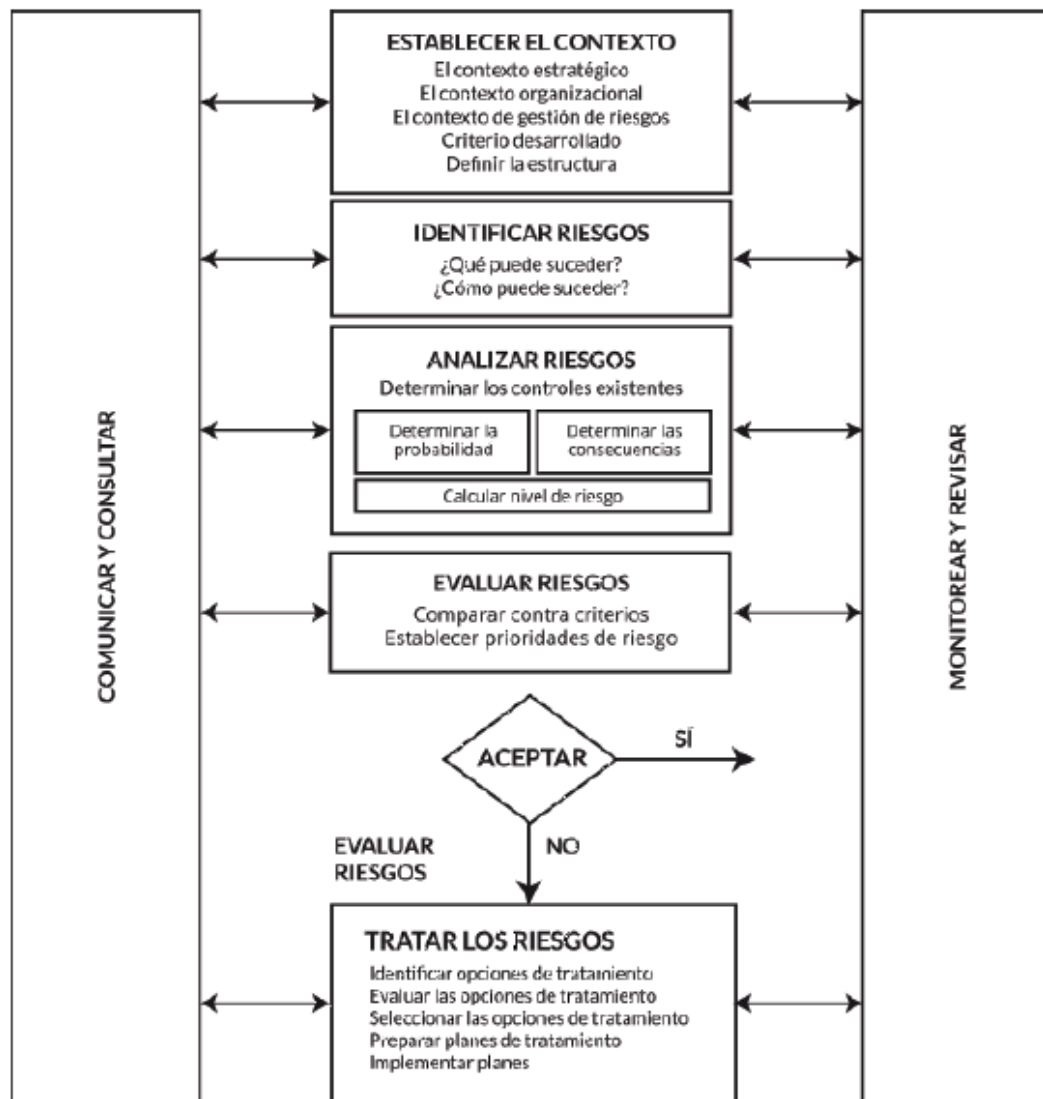 ESTABLECER EL CONTEXTO
El contexto estratégico
El contexto organizacional
El contexto de gestión de riesgos
Criterio desarrollado
Definir la estructura
IDENTIFICAR RIESGOS
¿Qué puede suceder?
¿Cómo puede suceder?
ANALIZAR RIESGOS
Determinar los controles existentes
Determinar la
probabilidad
Determinar las
consecuencias
Calcular nivel de riesgo
EVALUAR RIESGOS
Comparar contra criterios
Establecer prioridades de riesgo
ACEPTAR
SÍ
NO
EVALUAR
RIESGOS
TRATAR LOS RIESGOS
Identificar opciones de tratamiento
Evaluar las opciones de tratamiento
Seleccionar las opciones de tratamiento
Preparar planes de tratamiento
Implementar planes
COMUNICAR Y CONSULTAR
MONITOREAR Y REVISAR